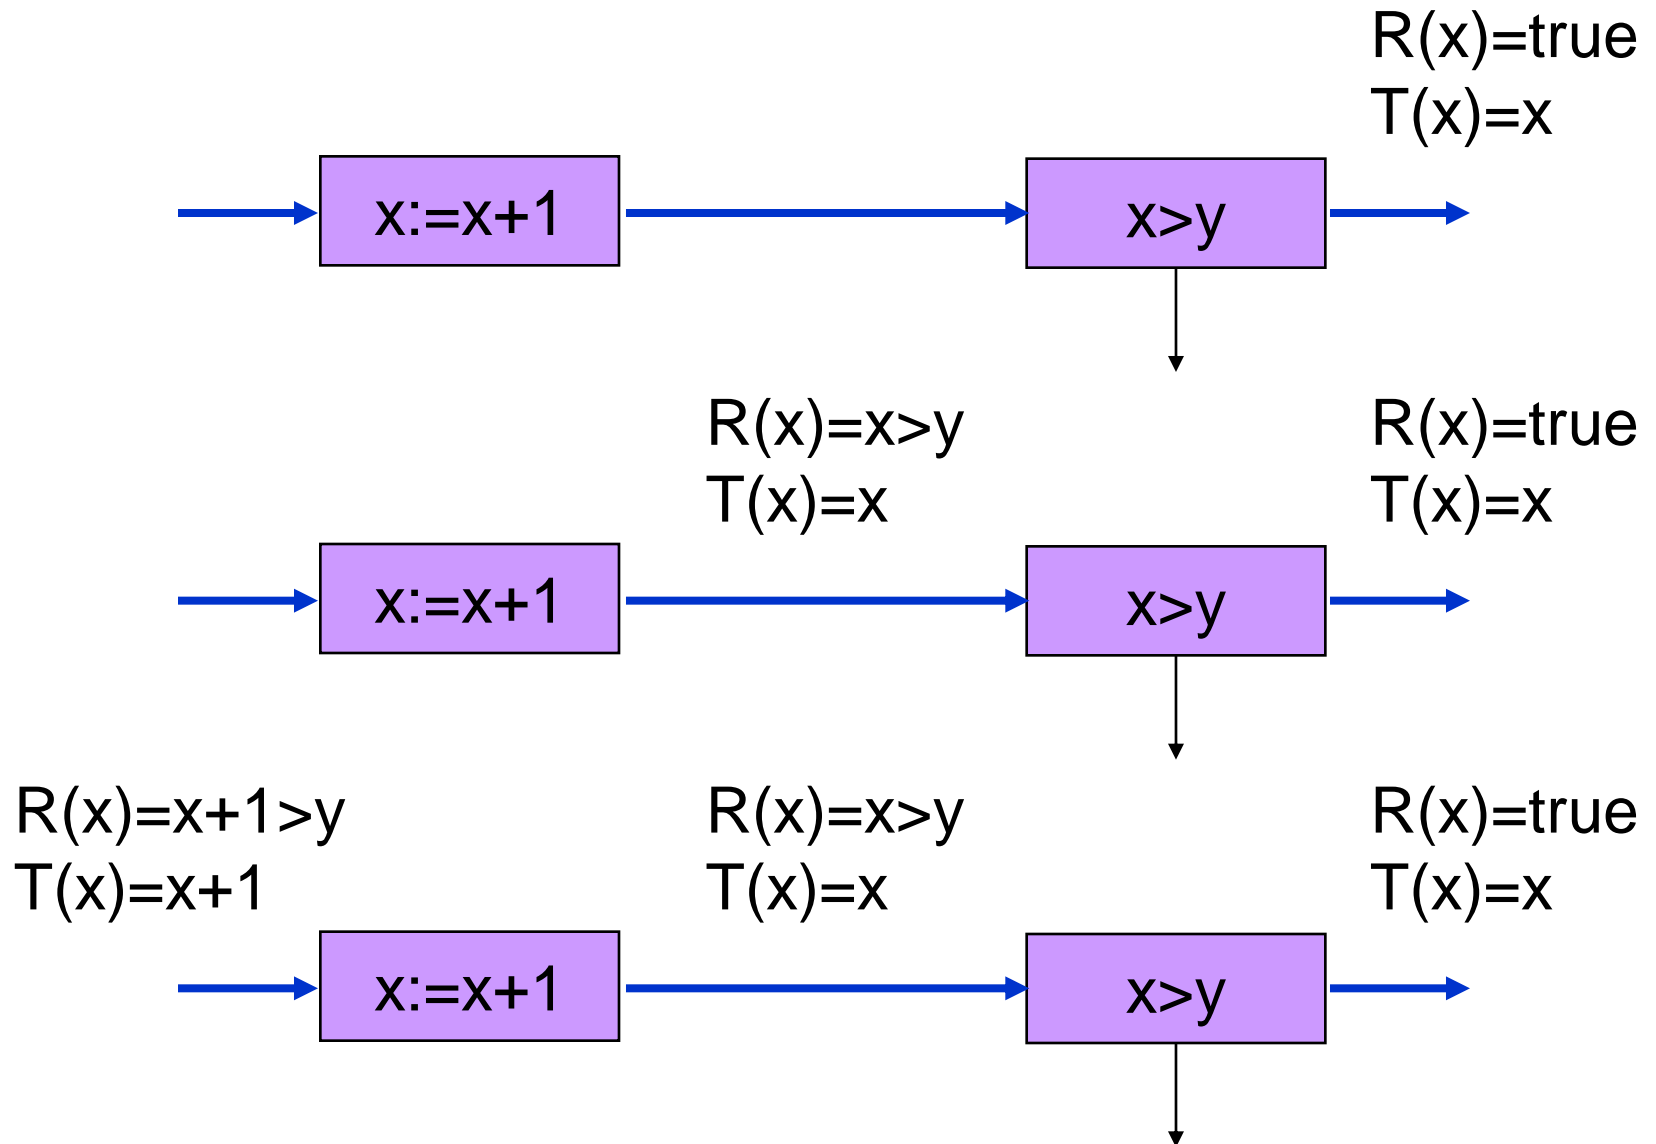 R(x)=true
T(x)=x
x:=x+1
x>y
R(x)=x>y
T(x)=x
R(x)=true
T(x)=x
x:=x+1
x>y
R(x)=x+1>y
T(x)=x+1
R(x)=x>y
T(x)=x
R(x)=true
T(x)=x
x:=x+1
x>y